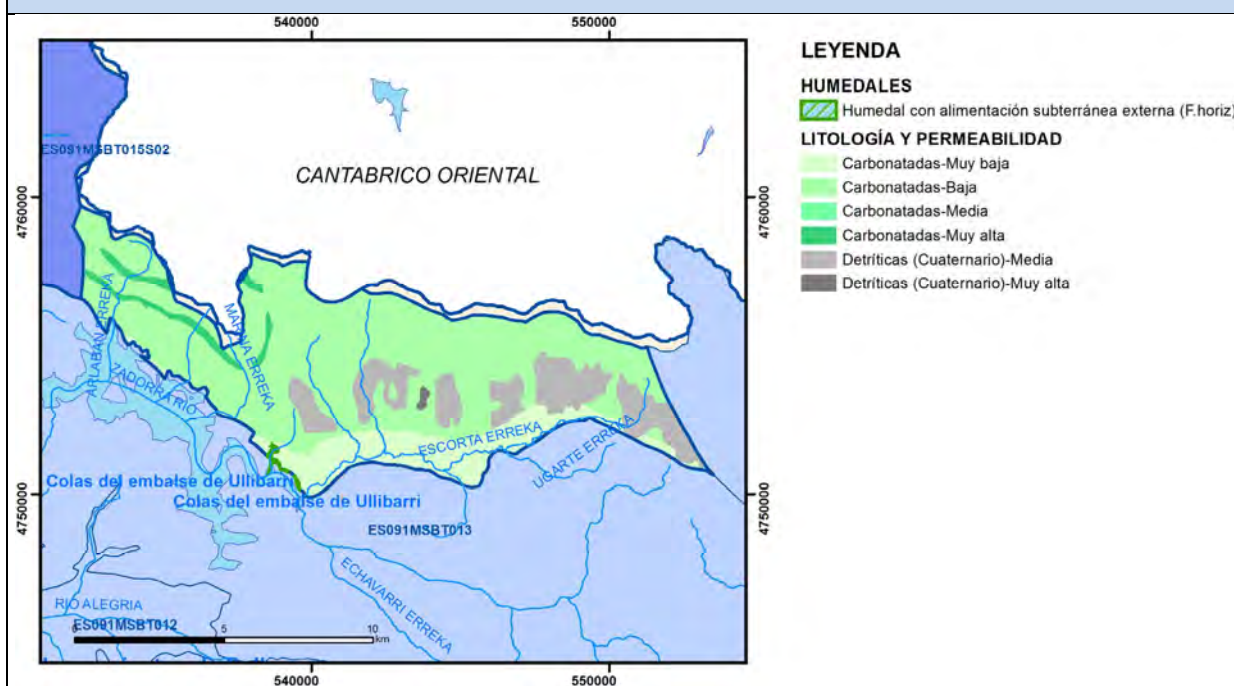 540000
550000
4760000
4750000
4760000
4750000
540000
550000
ES091MSBT015S02
CANTABRICO ORIENTAL
ARLABAN ERREKA
MARINA ERREKA
ZADORRA RIO
ESCORTA ERREKA
UGARTE ERREKA
Colas del embalse de Ullibarri
Colas del embalse de Ullibarri
ES091MSBT013
ECHAVARRI ERREKA
RIO ALEGRIA
ES091MSBT012
5
10
km
LEYENDA
HUMEDALES
Humedal con alimentación subterránea externa (F.horiz)
LITOLOGÍA Y PERMEABILIDAD
Carbonatadas-Muy baja
Carbonatadas-Baja
Carbonatadas-Media
Carbonatadas-Muy alta
Detríticas (Cuaternario)-Media
Detríticas (Cuaternario)-Muy alta